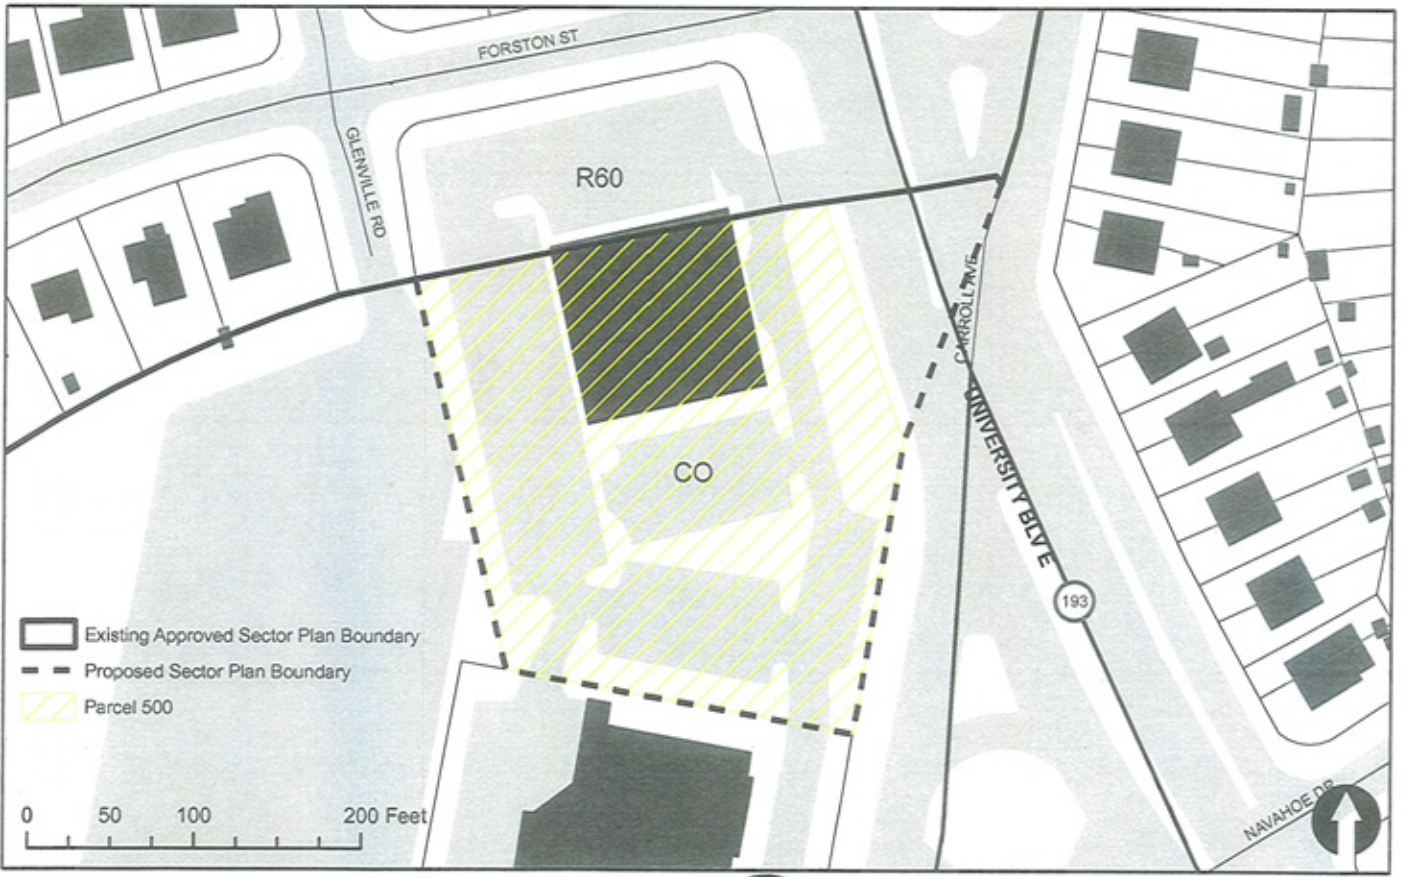 FORSTON ST
GLENVILLE RD
R60
CARROLL AVE
CO
UNIVERSITY BLV E
193
Existing Approved Sector Plan Boundary
Proposed Sector Plan Boundary
Parcel 500
0 50 100 200 Feet
NAVAHOE DR